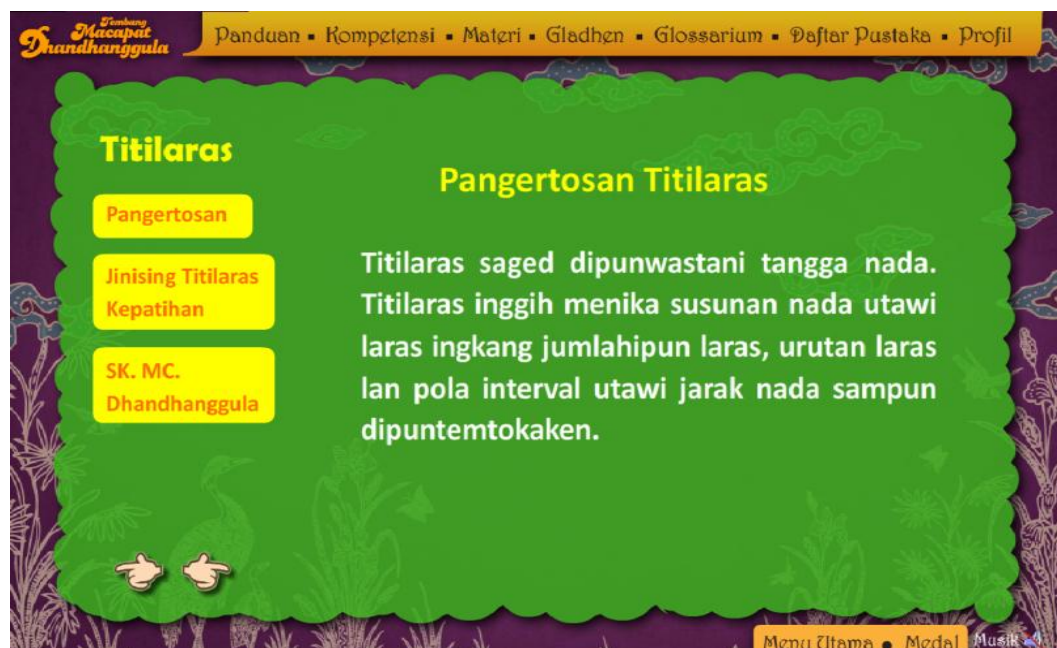 Tembang
Macapat
Dhandhanggula
Panduan ▪ Kompetensi ▪ Materi ▪ Gladhen ▪ Glossarium ▪ Daftar Pustaka ▪ Profil
Titilaras
Pangertosan
Jinising Titilaras
Kepatihan
SK. MC.
Dhandhanggula
Pangertosan Titilaras
Titilaras saged dipunwastani tangga nada.
Titilaras inggih menika susunan nada utawi
laras ingkang jumlahipun laras, urutan laras
lan pola interval utawi jarak nada sampun
dipuntemtokaken.
Menu Utama • Medal Musik